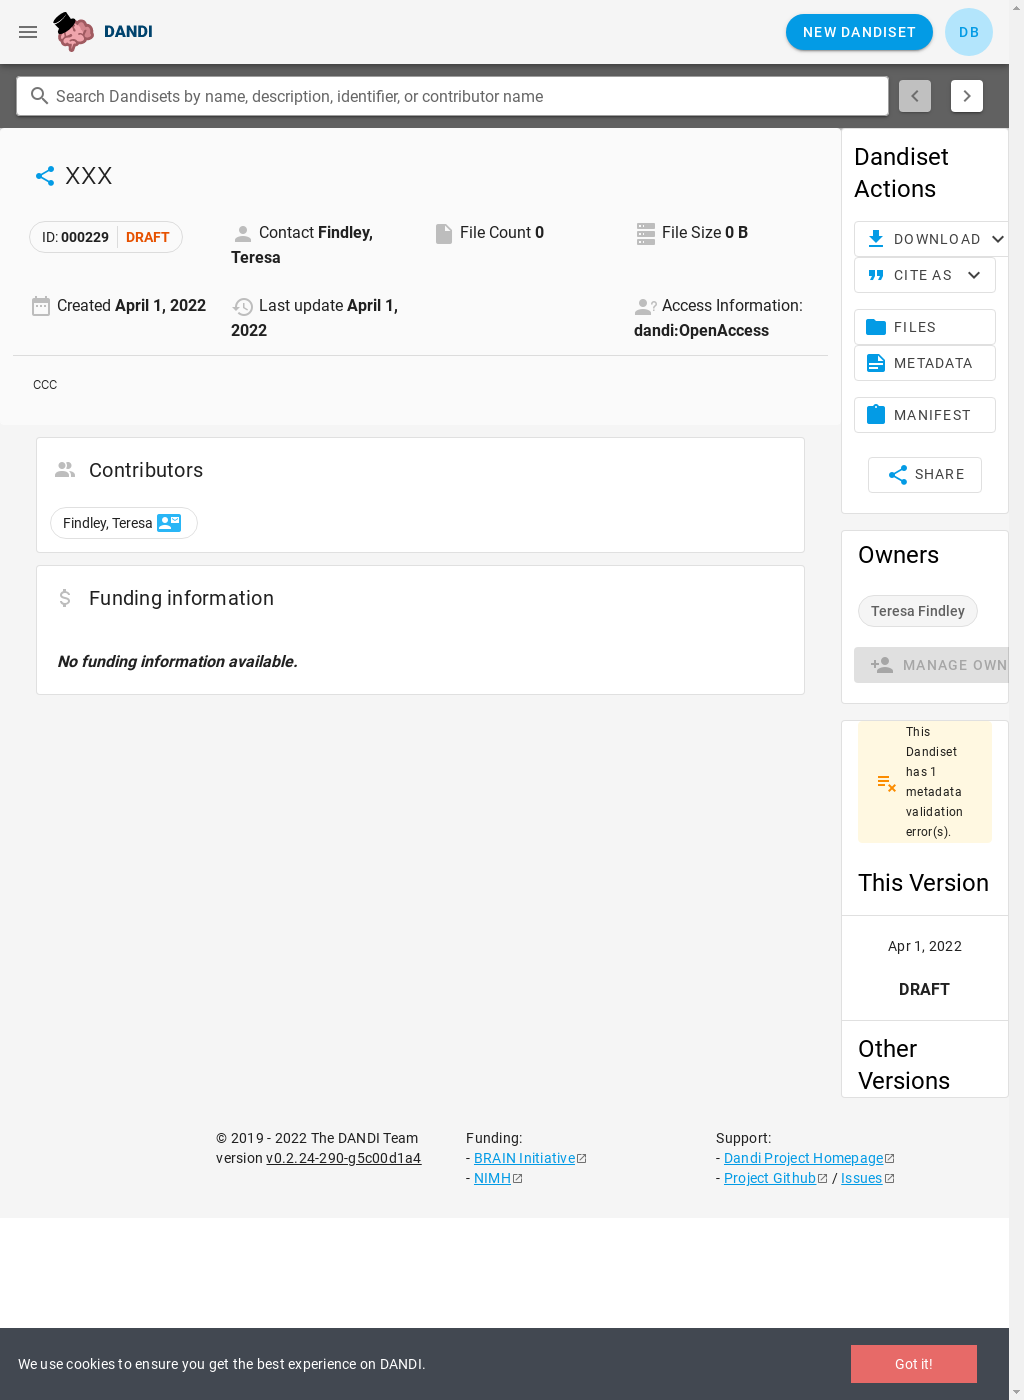 DANDI
NEW DANDISET
DB
Search Dandisets by name, description, identifier, or contributor name
XXX
ID: 000229 DRAFT
Contact Findley, Teresa
File Count 0
File Size 0 B
Created April 1, 2022
Last update April 1, 2022
Access Information: dandi:OpenAccess
ccc
Contributors
Findley, Teresa
Funding information
No funding information available.
Dandiset
Actions
DOWNLOAD
CITE AS
FILES
METADATA
MANIFEST
SHARE
Owners
Teresa Findley
MANAGE OWN
This
Dandiset
has 1
metadata
validation
error(s).
This Version
Apr 1, 2022
DRAFT
Other
Versions
© 2019 - 2022 The DANDI Team
version v0.2.24-290-g5c00d1a4
Funding:
- BRAIN Initiative
- NIMH
Support:
- Dandi Project Homepage
- Project Github / Issues
We use cookies to ensure you get the best experience on DANDI.
Got it!